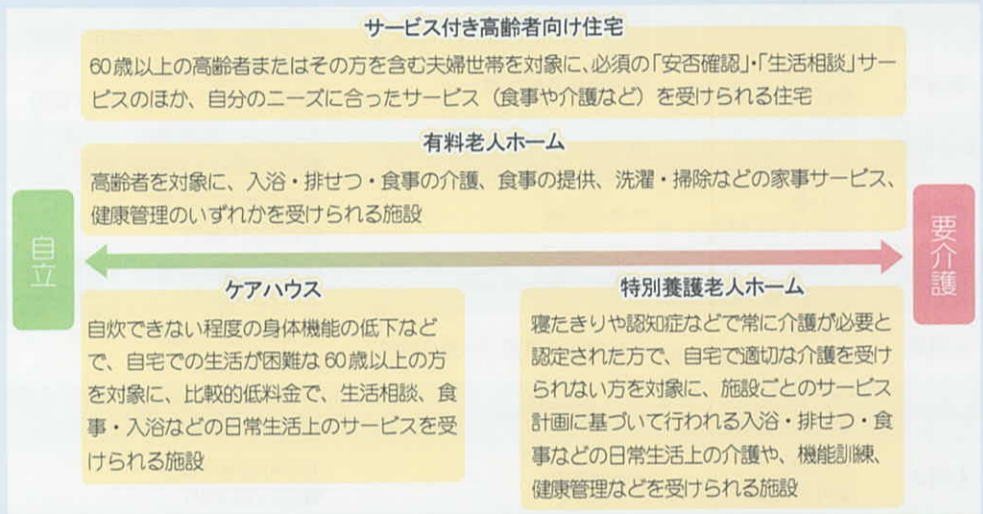 サービス付き高齢者向け住宅
60歳以上の高齢者またはその方を含む夫婦世帯を対象に、必須の「安否確認」・「生活相談」サー
ビスのほか、自分のニーズに合ったサービス（食事や介護など）を受けられる住宅
有料老人ホーム
高齢者を対象に、入浴・排せつ・食事の介護、食事の提供、洗濯・掃除などの家事サービス、
健康管理のいずれかを受けられる施設
自立
要介護
ケアハウス
自炊できない程度の身体機能の低下など
で、自宅での生活が困難な60歳以上の方
を対象に、比較的低料金で、生活相談、食
事・入浴などの日常生活上のサービスを受
けられる施設
特別養護老人ホーム
寝たきりや認知症などで常に介護が必要と
認定された方で、自宅で適切な介護を受け
られない方を対象に、施設ごとのサービス
計画に基づいて行われる入浴・排せつ・食
事などの日常生活上の介護や、機能訓練、
健康管理などを受けられる施設